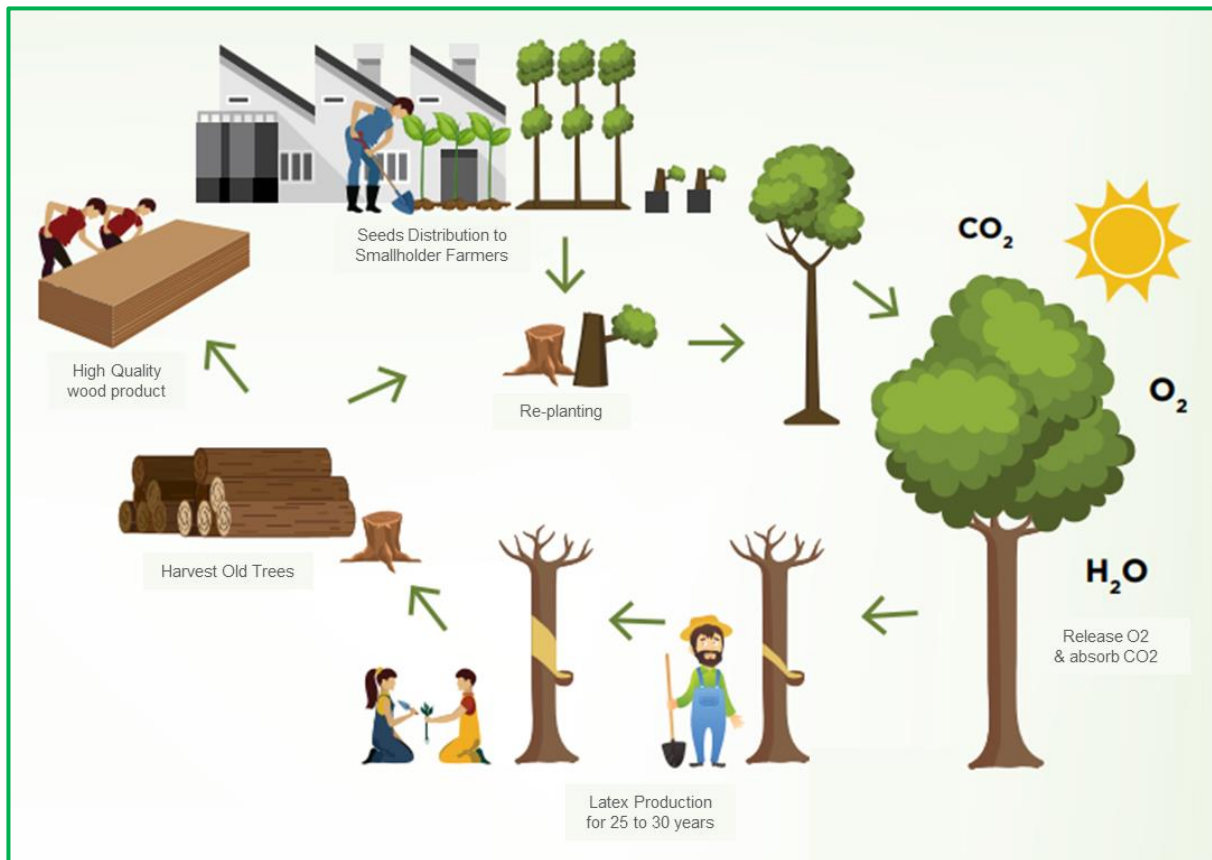 Seeds Distribution to
Smallholder Farmers
CO₂
High Quality
wood product
Re-planting
O₂
Harvest Old Trees
H₂O
Release O2
& absorb CO2
Latex Production
for 25 to 30 years